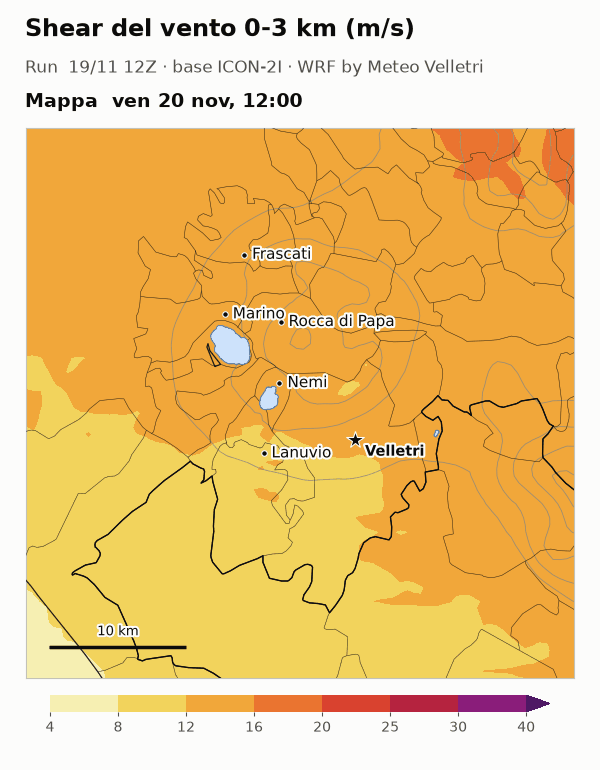 Shear del vento 0-3 km (m/s)
Run  19/11 12Z · base ICON-2I · WRF by Meteo Velletri
Mappa  ven 20 nov, 12:00
Frascati
Marino
Rocca di Papa
Nemi
Velletri
Lanuvio
10 km
4 8 12 16 20 25 30 40